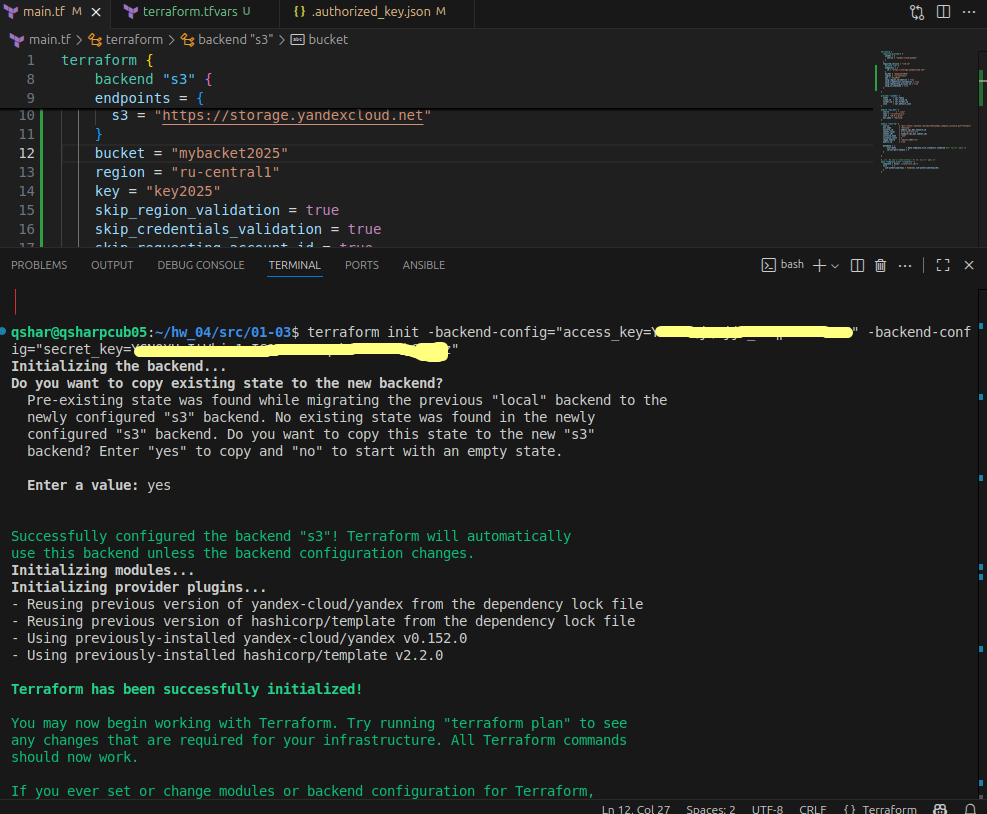 main.tf M
terraform.tfvars U
.authorized_key.json M
main.tf > terraform > backend "s3" > bucket
1 terraform {
8 backend "s3" {
9 endpoints = {
10 s3 = "https://storage.yandexcloud.net"
11 }
12 bucket = "mybacket2025"
13 region = "ru-central1"
14 key = "key2025"
15 skip_region_validation = true
16 skip_credentials_validation = true
17 skip_requesting_account_id = true
PROBLEMS OUTPUT DEBUG CONSOLE TERMINAL PORTS ANSIBLE
bash
qshar@qsharpcub05:~/hw_04/src/01-03$ terraform init -backend-config="access_key= " -backend-conf
ig="secret_key= "
Initializing the backend...
Do you want to copy existing state to the new backend?
Pre-existing state was found while migrating the previous "local" backend to the
newly configured "s3" backend. No existing state was found in the newly
configured "s3" backend. Do you want to copy this state to the new "s3"
backend? Enter "yes" to copy and "no" to start with an empty state.
Enter a value: yes
Successfully configured the backend "s3"! Terraform will automatically
use this backend unless the backend configuration changes.
Initializing modules...
Initializing provider plugins...
- Reusing previous version of yandex-cloud/yandex from the dependency lock file
- Reusing previous version of hashicorp/template from the dependency lock file
- Using previously-installed yandex-cloud/yandex v0.152.0
- Using previously-installed hashicorp/template v2.2.0
Terraform has been successfully initialized!
You may now begin working with Terraform. Try running "terraform plan" to see
any changes that are required for your infrastructure. All Terraform commands
should now work.
If you ever set or change modules or backend configuration for Terraform,
Ln 12, Col 27 Spaces: 2 UTF-8 CRLF {} Terraform